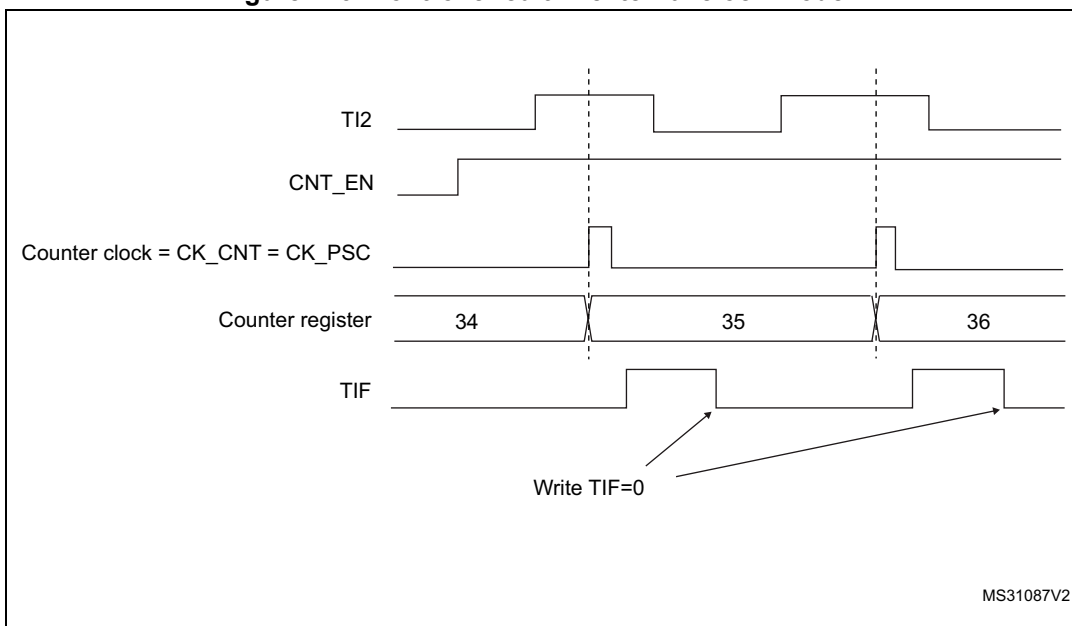 TI2
CNT_EN
Counter clock = CK_CNT = CK_PSC
Counter register 34 35 36
TIF
Write TIF=0
MS31087V2